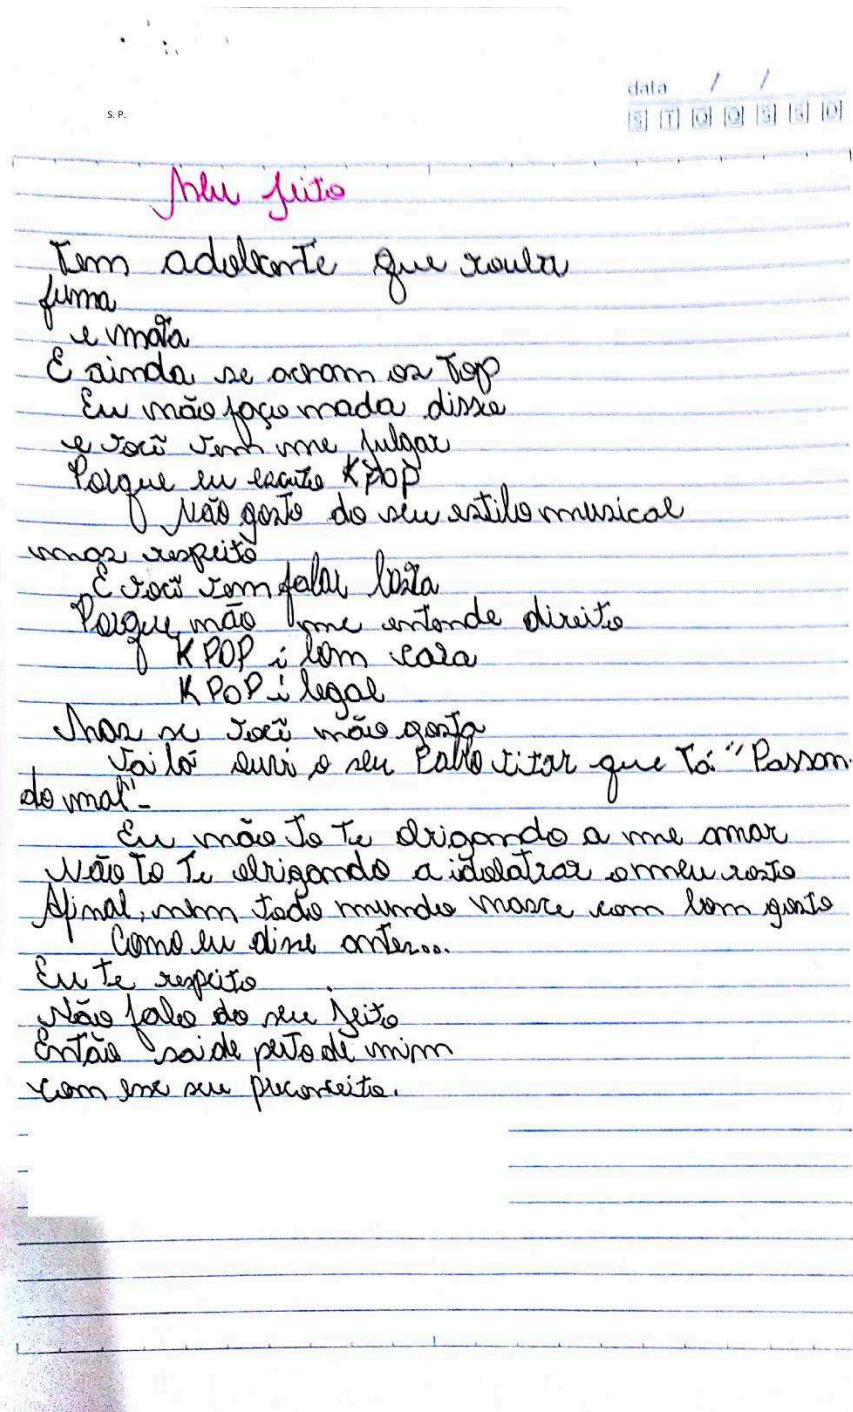 data / /
S. P.
S T Q Q S S D
Meu jeito
Tem adolecente que rouba
fuma
e mata
E ainda se acham os Top
Eu não faço nada disso
e você vem me julgar
Porque eu escuto Kpop
Não gosto do seu estilo musical
mas respeito
E você vem falar bosta
Porque não me entende direito
KPOP é bom cara
KPOP é legal
Mas se você não gosta
Vai lá ouvi o seu Pablo vitar que Tá "Passan-
do mal"-
Eu não To Te obrigando a me amar
Não To Te obrigando a idolatrar o meu rosto
Afinal, nem todo mundo nasce com bom gosto
Como eu disse antes...
Eu Te respeito
Não falo do seu jeito
Então sai de perto de mim
com esse seu preconceito.